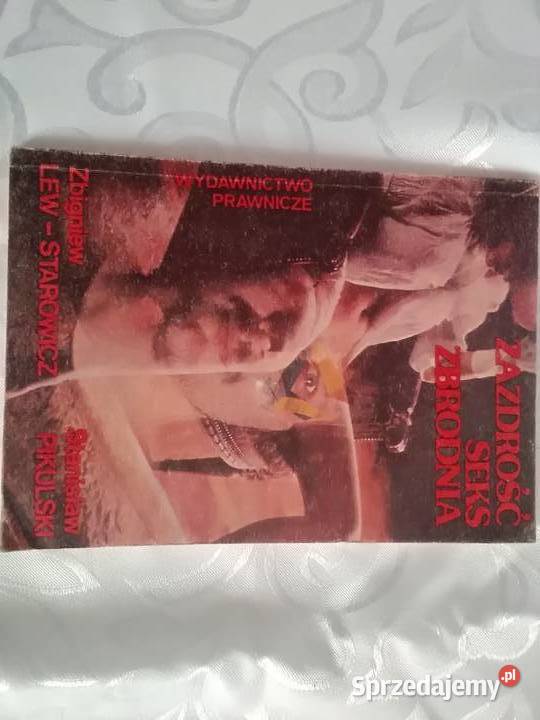 ZAZDROŚĆ
SEKS
ZBRODNIA
WYDAWNICTWO
PRAWNICZE
Zbigniew
LEW – STAROWICZ
Stanisław
PIKULSKI
Sprzedajemy.pl